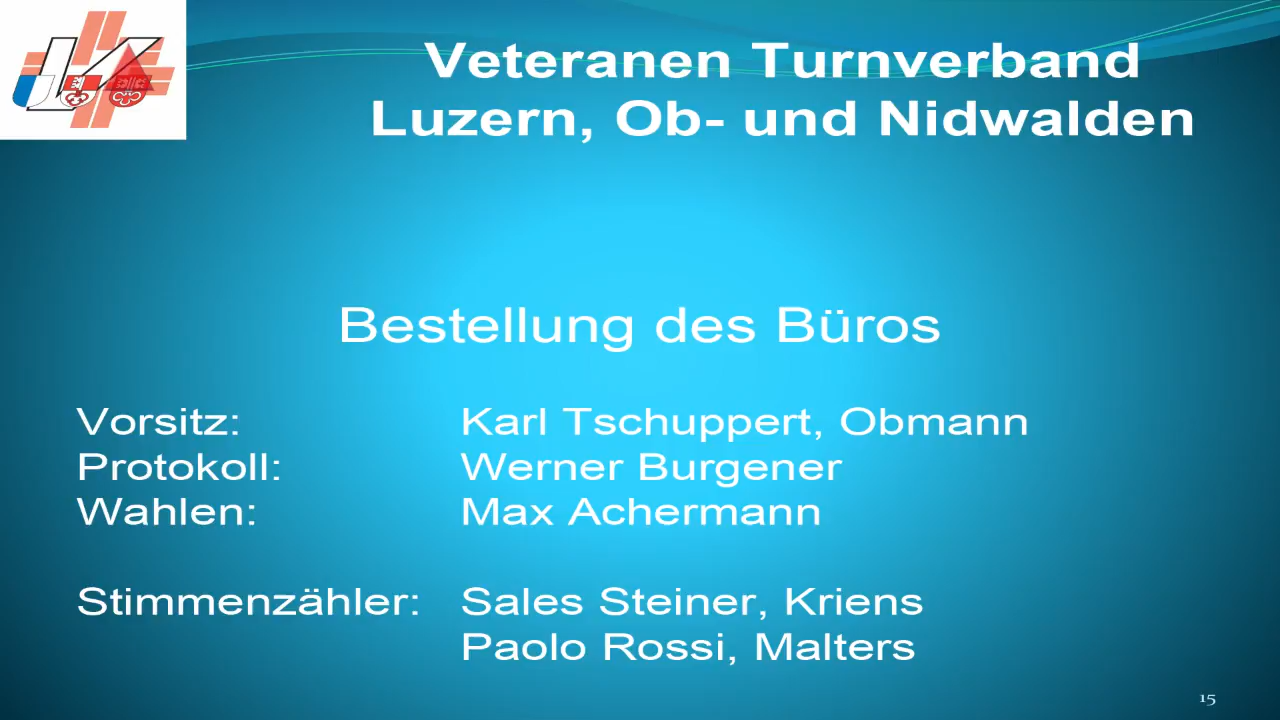 Veteranen Turnverband
Luzern, Ob- und Nidwalden
Bestellung des Büros
Vorsitz: Karl Tschuppert, Obmann
Protokoll: Werner Burgener
Wahlen: Max Achermann
Stimmenzähler: Sales Steiner, Kriens
Paolo Rossi, Malters
15